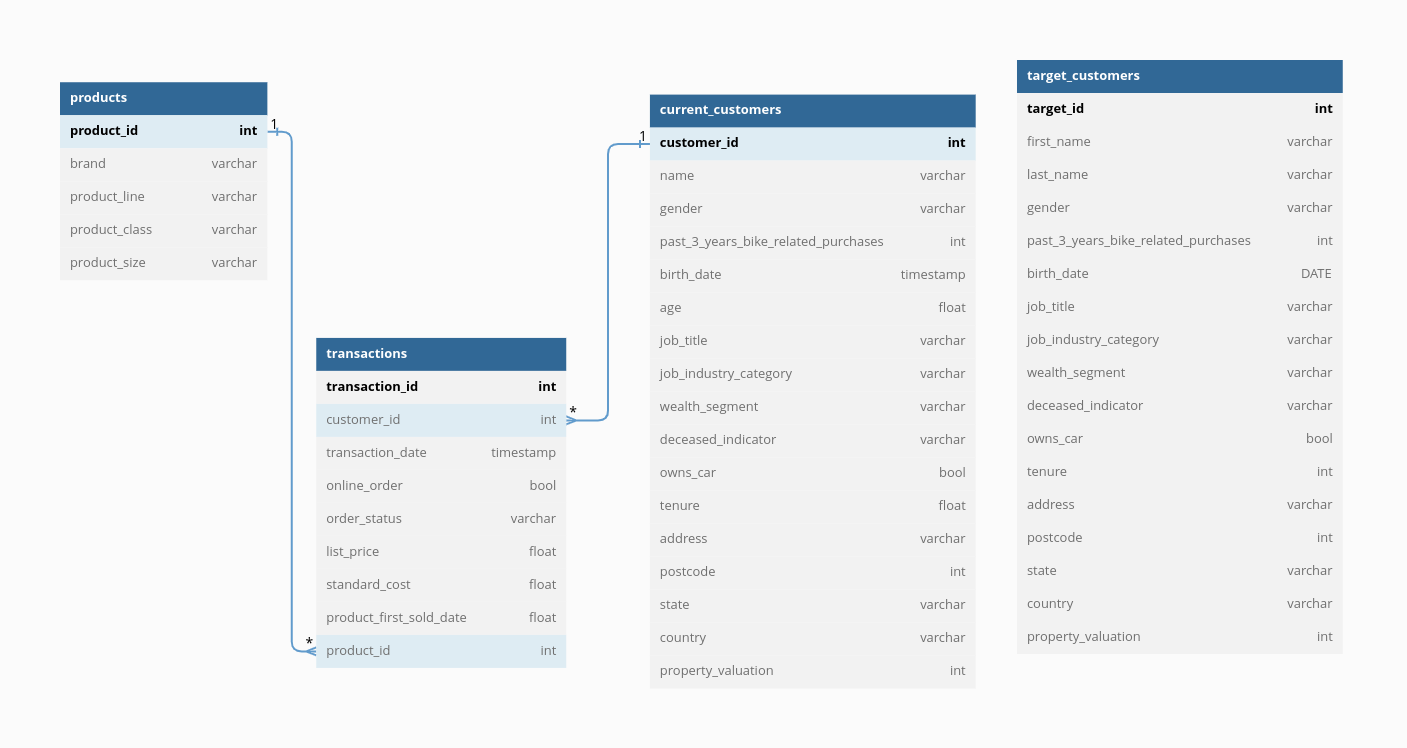 products
product_id int
brand varchar
product_line varchar
product_class varchar
product_size varchar
1
*
transactions
transaction_id int
customer_id int
transaction_date timestamp
online_order bool
order_status varchar
list_price float
standard_cost float
product_first_sold_date float
product_id int
*
1
current_customers
customer_id int
name varchar
gender varchar
past_3_years_bike_related_purchases int
birth_date timestamp
age float
job_title varchar
job_industry_category varchar
wealth_segment varchar
deceased_indicator varchar
owns_car bool
tenure float
address varchar
postcode int
state varchar
country varchar
property_valuation int
target_customers
target_id int
first_name varchar
last_name varchar
gender varchar
past_3_years_bike_related_purchases int
birth_date DATE
job_title varchar
job_industry_category varchar
wealth_segment varchar
deceased_indicator varchar
owns_car bool
tenure int
address varchar
postcode int
state varchar
country varchar
property_valuation int